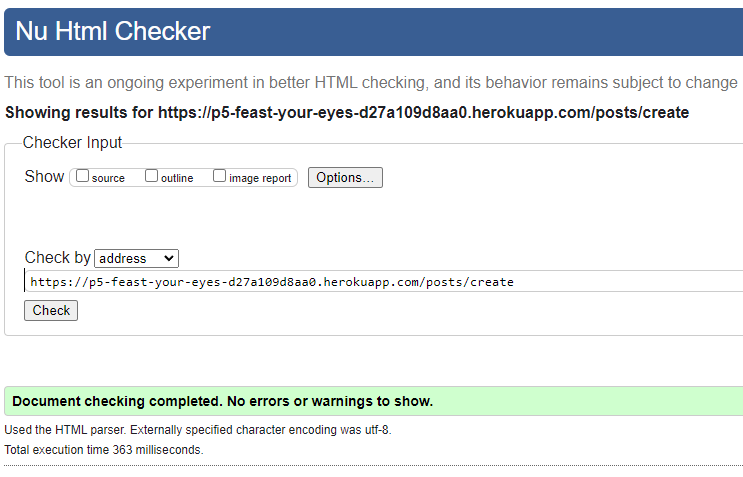 Nu Html Checker
This tool is an ongoing experiment in better HTML checking, and its behavior remains subject to change
Showing results for https://p5-feast-your-eyes-d27a109d8aa0.herokuapp.com/posts/create
Checker Input
Show source outline image report Options...
Check by address
https://p5-feast-your-eyes-d27a109d8aa0.herokuapp.com/posts/create
Check
Document checking completed. No errors or warnings to show.
Used the HTML parser. Externally specified character encoding was utf-8.
Total execution time 363 milliseconds.